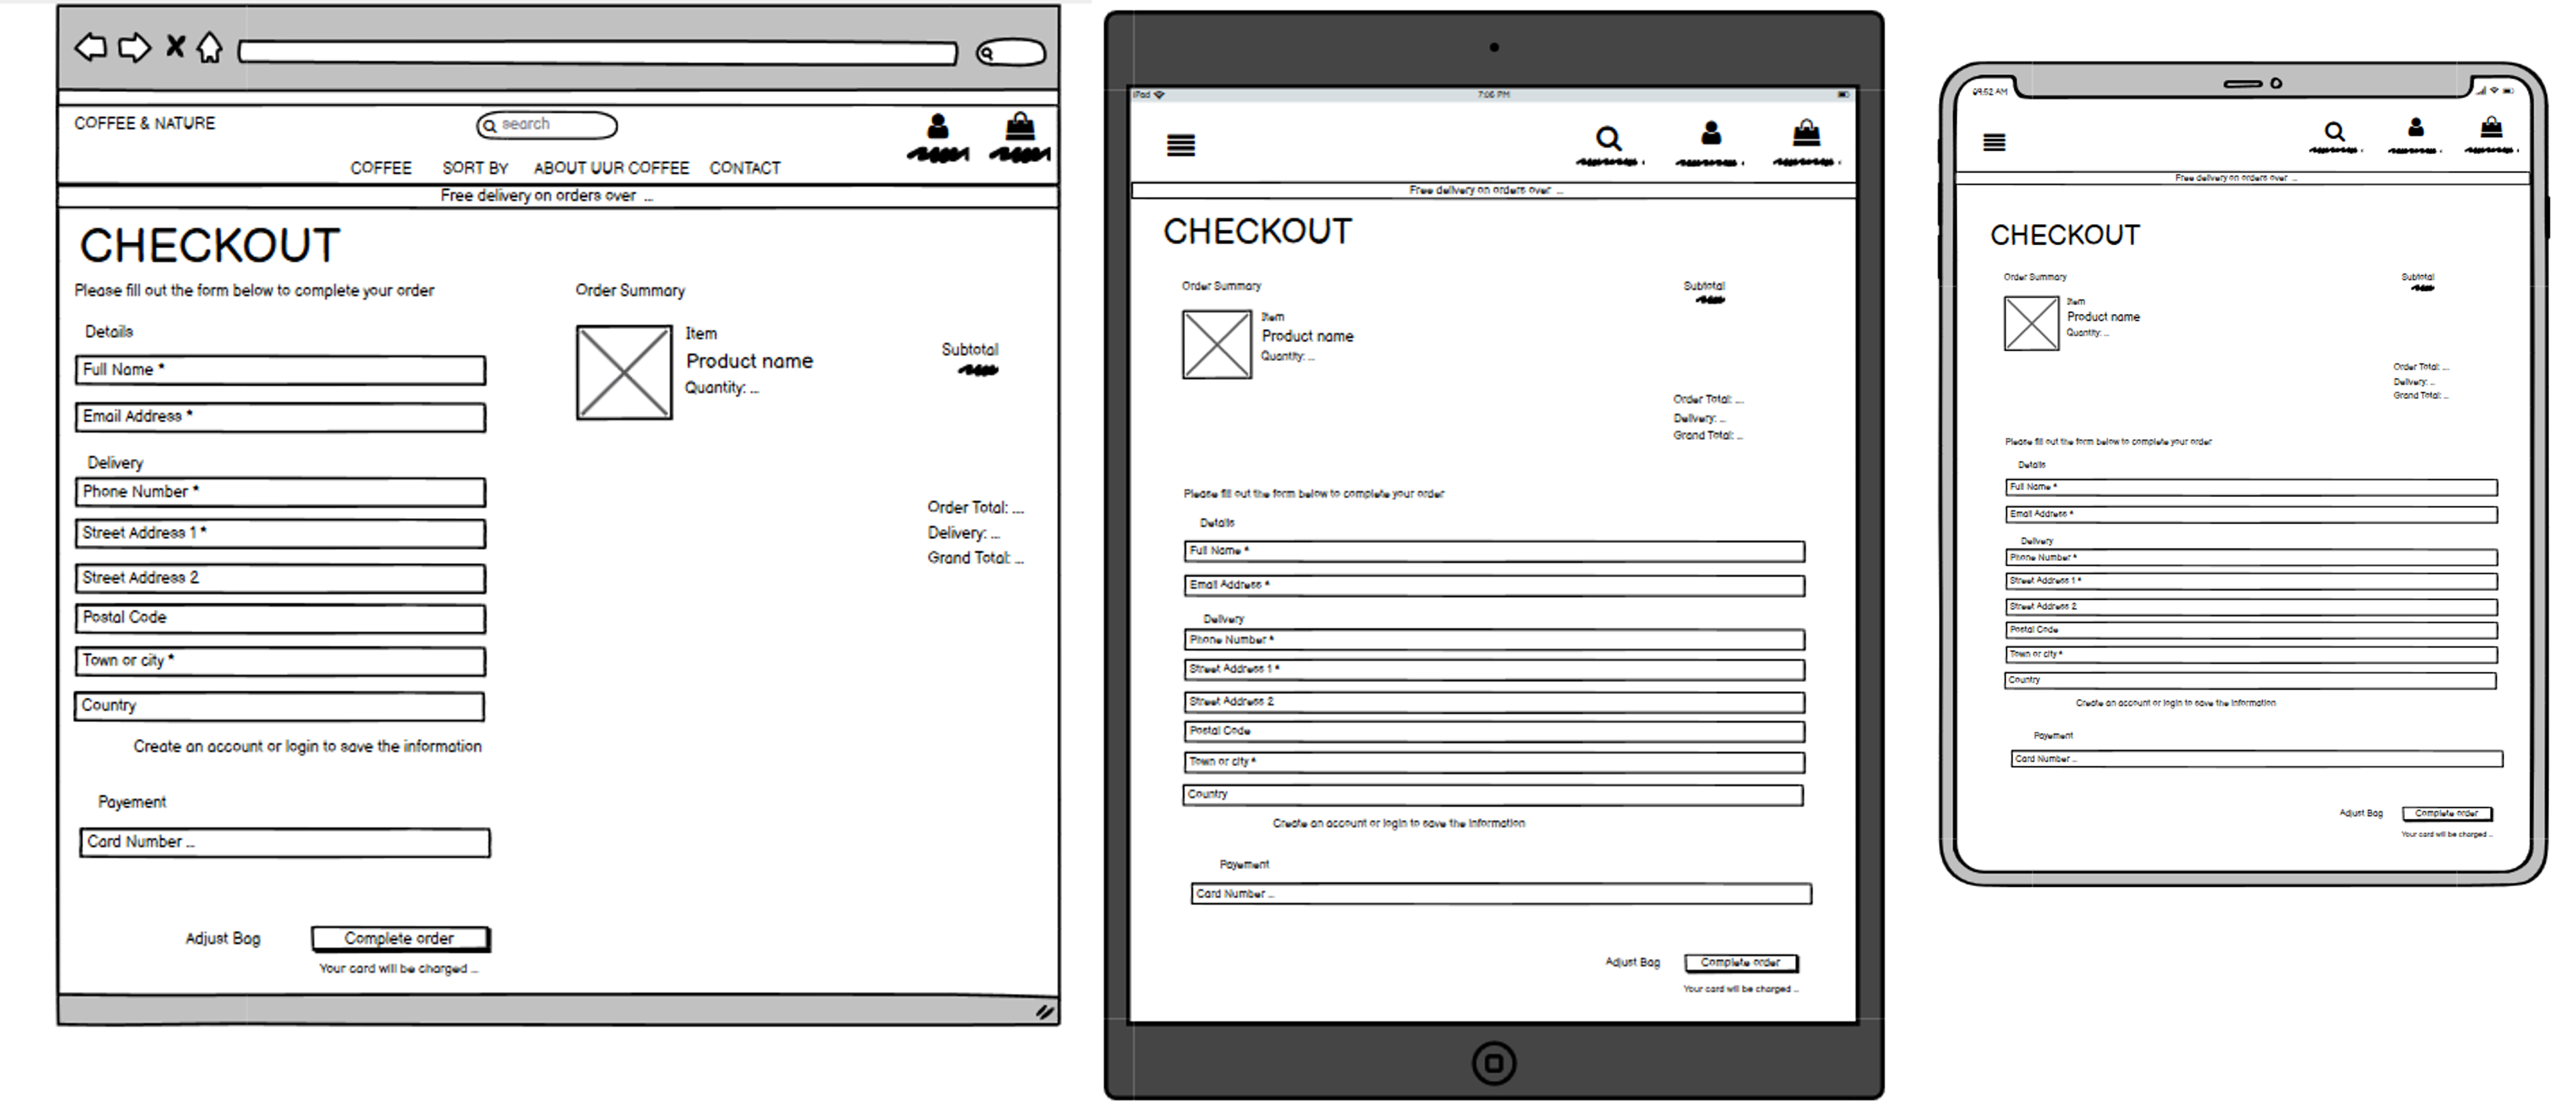 COFFEE & NATURE
search
COFFEE SORT BY ABOUT UUR COFFEE CONTACT
Free delivery on orders over ...
CHECKOUT
Please fill out the form below to complete your order
Details
Full Name *
Email Address *
Delivery
Phone Number *
Street Address 1 *
Street Address 2
Postal Code
Town or city *
Country
Create an account or login to save the information
Payement
Card Number ...
Adjust Bag
Complete order
Your card will be charged ...
Order Summary
Item
Product name
Quantity: ...
Subtotal
Order Total: ...
Delivery: ...
Grand Total: ...
iPad
7:06 PM
Free delivery on orders over ...
CHECKOUT
Order Summary
Subtotal
Item
Product name
Quantity: ...
Order Total: ...
Delivery: ...
Grand Total: ...
Please fill out the form below to complete your order
Details
Full Name *
Email Address *
Delivery
Phone Number *
Street Address 1 *
Street Address 2
Postal Code
Town or city *
Country
Create an account or login to save the information
Payement
Card Number ...
Adjust Bag
Complete order
Your card will be charged ...
09:52 AM
Free delivery on orders over ...
CHECKOUT
Order Summary
Subtotal
Item
Product name
Quantity: ...
Order Total: ...
Delivery: ...
Grand Total: ...
Please fill out the form below to complete your order
Details
Full Name *
Email Address *
Delivery
Phone Number *
Street Address 1 *
Street Address 2
Postal Code
Town or city *
Country
Create an account or login to save the information
Payement
Card Number ...
Adjust Bag
Complete order
Your card will be charged ...